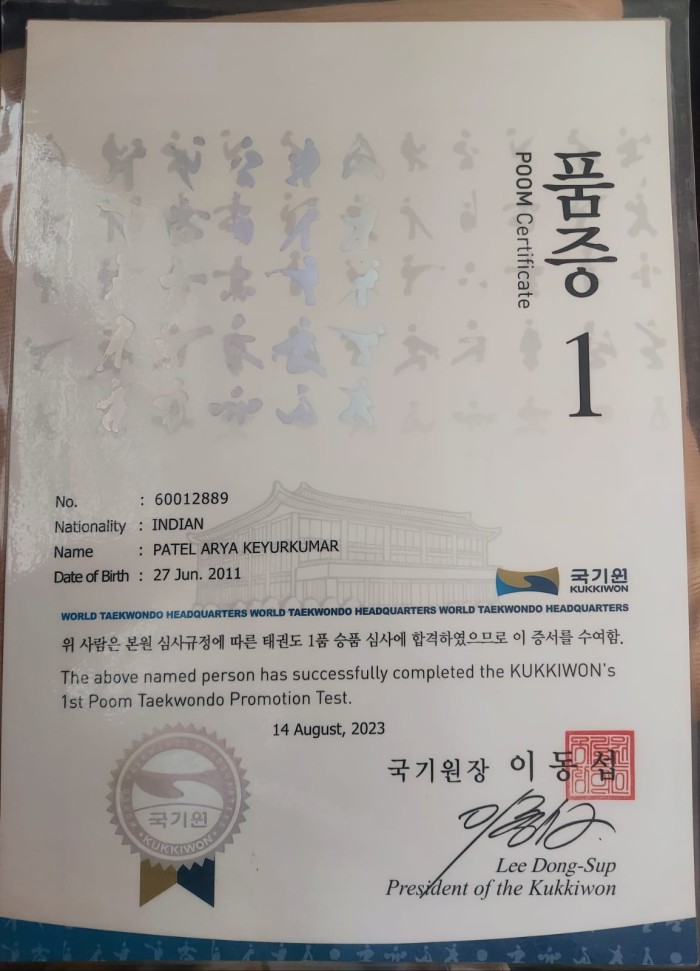 품증
POOM Certificate
1
No. : 60012889
Nationality : INDIAN
Name : PATEL ARYA KEYURKUMAR
Date of Birth : 27 Jun. 2011
국기원
KUKKIWON
WORLD TAEKWONDO HEADQUARTERS WORLD TAEKWONDO HEADQUARTERS WORLD TAEKWONDO HEADQUARTERS
위 사람은 본원 심사규정에 따른 태권도 1품 승품 심사에 합격하였으므로 이 증서를 수여함.
The above named person has successfully completed the KUKKIWON's
1st Poom Taekwondo Promotion Test.
14 August, 2023
국기원장 이동섭
국기원
KUKKIWON
Lee Dong-Sup
President of the Kukkiwon